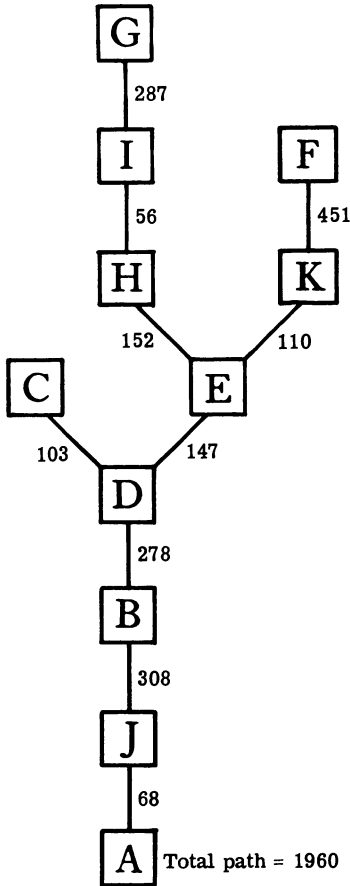 G
287
I
F
56
451
H
K
152
110
C
E
103
147
D
278
B
308
J
68
A Total path = 1960